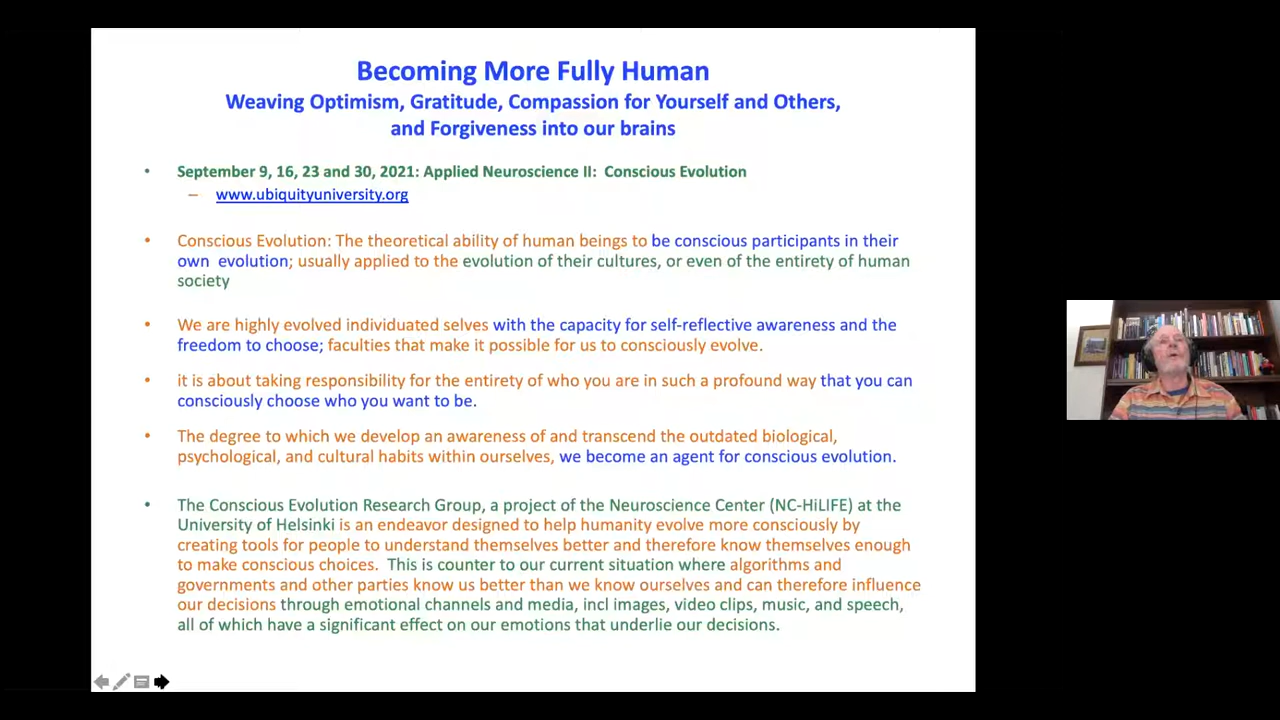 Becoming More Fully Human
Weaving Optimism, Gratitude, Compassion for Yourself and Others,
and Forgiveness into our brains
• September 9, 16, 23 and 30, 2021: Applied Neuroscience II: Conscious Evolution
– www.ubiquityuniversity.org
• Conscious Evolution: The theoretical ability of human beings to be conscious participants in their
own evolution; usually applied to the evolution of their cultures, or even of the entirety of human
society
• We are highly evolved individuated selves with the capacity for self-reflective awareness and the
freedom to choose; faculties that make it possible for us to consciously evolve.
• it is about taking responsibility for the entirety of who you are in such a profound way that you can
consciously choose who you want to be.
• The degree to which we develop an awareness of and transcend the outdated biological,
psychological, and cultural habits within ourselves, we become an agent for conscious evolution.
• The Conscious Evolution Research Group, a project of the Neuroscience Center (NC-HiLIFE) at the
University of Helsinki is an endeavor designed to help humanity evolve more consciously by
creating tools for people to understand themselves better and therefore know themselves enough
to make conscious choices. This is counter to our current situation where algorithms and
governments and other parties know us better than we know ourselves and can therefore influence
our decisions through emotional channels and media, incl images, video clips, music, and speech,
all of which have a significant effect on our emotions that underlie our decisions.